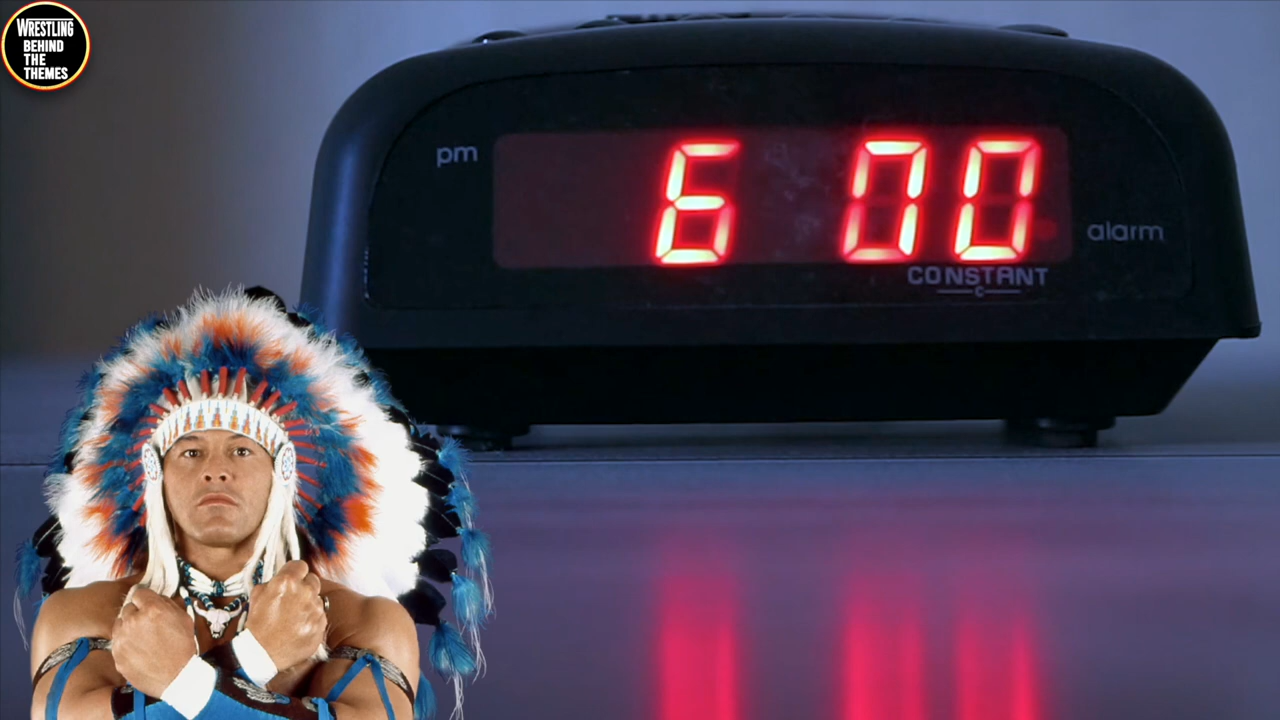 WRESTLING
BEHIND
THE
THEMES
pm
6 00
alarm
CONSTANT
C